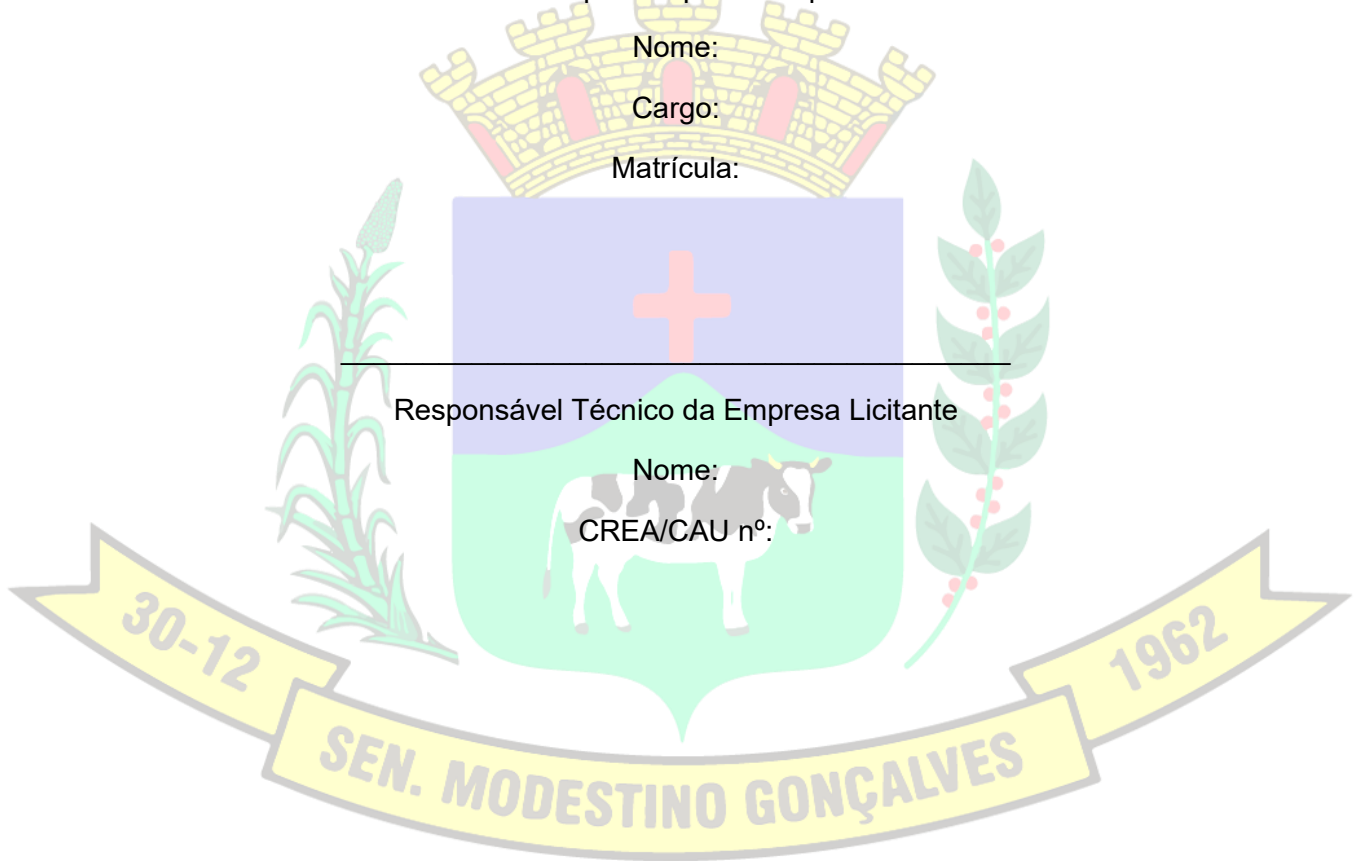 Nome:
Cargo:
Matrícula:
Responsável Técnico da Empresa Licitante
Nome:
CREA/CAU nº:
30-12
SEN. MODESTINO GONÇALVES
1962